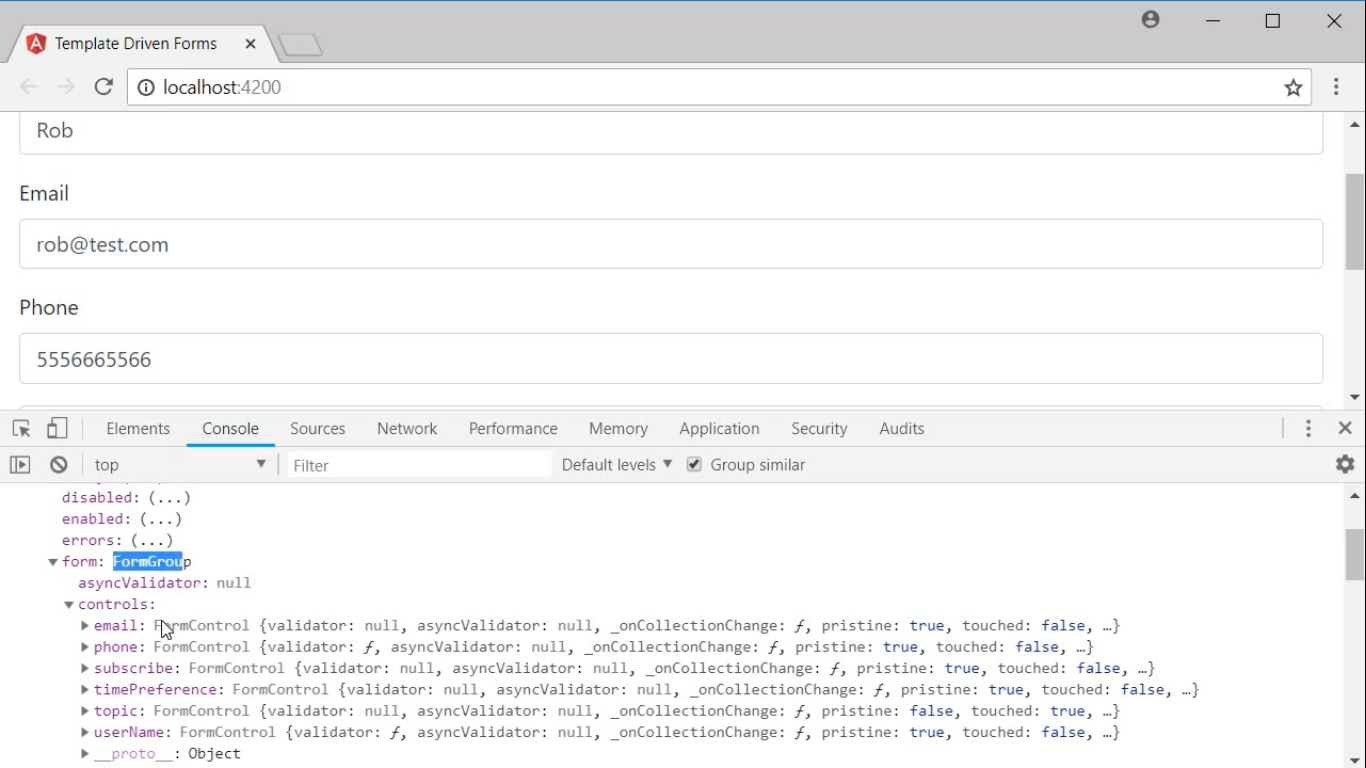 Template Driven Forms
localhost:4200
Rob
Email
rob@test.com
Phone
5556665566
Elements Console Sources Network Performance Memory Application Security Audits
top Filter Default levels Group similar
disabled: (...)
enabled: (...)
errors: (...)
form: FormGroup
asyncValidator: null
controls:
email: FormControl {validator: null, asyncValidator: null, _onCollectionChange: ƒ, pristine: true, touched: false, …}
phone: FormControl {validator: ƒ, asyncValidator: null, _onCollectionChange: ƒ, pristine: true, touched: false, …}
subscribe: FormControl {validator: null, asyncValidator: null, _onCollectionChange: ƒ, pristine: true, touched: false, …}
timePreference: FormControl {validator: null, asyncValidator: null, _onCollectionChange: ƒ, pristine: true, touched: false, …}
topic: FormControl {validator: null, asyncValidator: null, _onCollectionChange: ƒ, pristine: false, touched: true, …}
userName: FormControl {validator: ƒ, asyncValidator: null, _onCollectionChange: ƒ, pristine: true, touched: false, …}
__proto__: Object